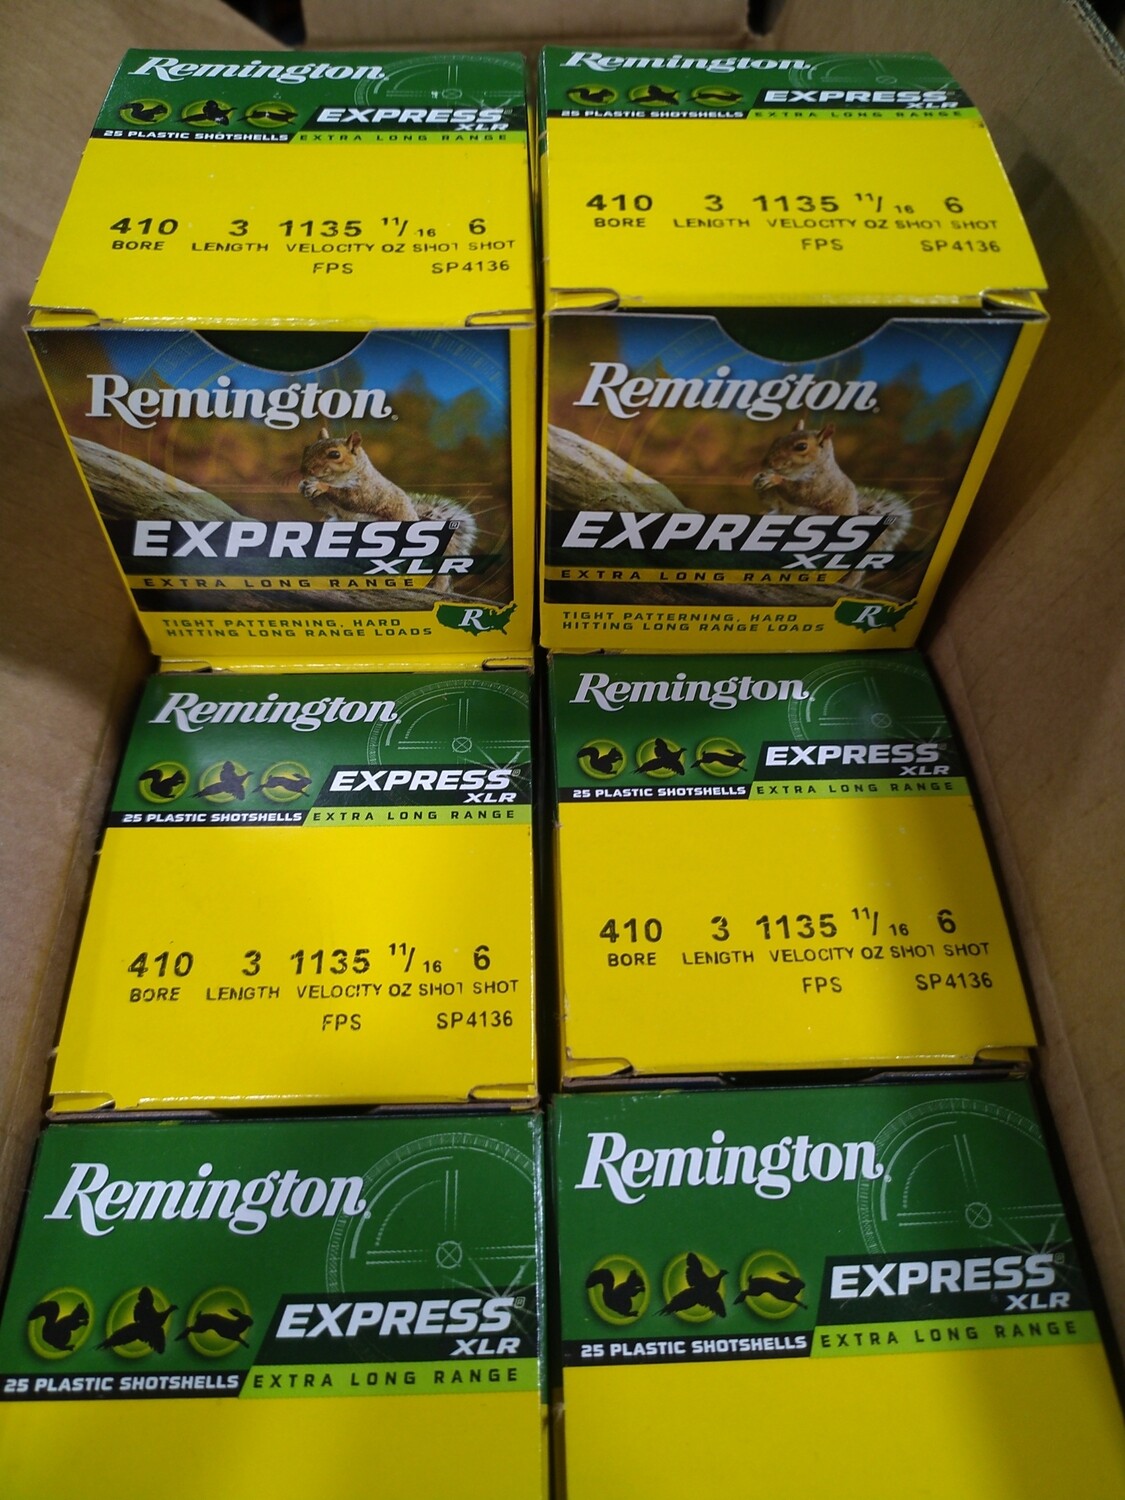 Remington
EXPRESS®
XLR
25 PLASTIC SHOTSHELLS EXTRA LONG RANGE
410 3 1135 11/16 6
BORE LENGTH VELOCITY OZ SHOT SHOT
FPS SP4136
Remington
EXPRESS
XLR
25 PLASTIC SHOTSHELLS EXTRA LONG RANGE
410 3 1135 11/16 6
BORE LENGTH VELOCITY OZ SHOT SHOT
FPS SP4136
Remington®
EXPRESS®
XLR
EXTRA LONG RANGE
TIGHT PATTERNING, HARD
HITTING LONG RANGE LOADS
R
Remington®
EXPRESS®
XLR
EXTRA LONG RANGE
TIGHT PATTERNING, HARD
HITTING LONG RANGE LOADS
R
Remington
EXPRESS®
XLR
25 PLASTIC SHOTSHELLS EXTRA LONG RANGE
410 3 1135 11/16 6
BORE LENGTH VELOCITY OZ SHOT SHOT
FPS SP4136
Remington
EXPRESS®
XLR
25 PLASTIC SHOTSHELLS EXTRA LONG RANGE
410 3 1135 11/16 6
BORE LENGTH VELOCITY OZ SHOT SHOT
FPS SP4136
Remington
EXPRESS®
XLR
25 PLASTIC SHOTSHELLS EXTRA LONG RANGE
Remington
EXPRESS®
XLR
25 PLASTIC SHOTSHELLS EXTRA LONG RANGE